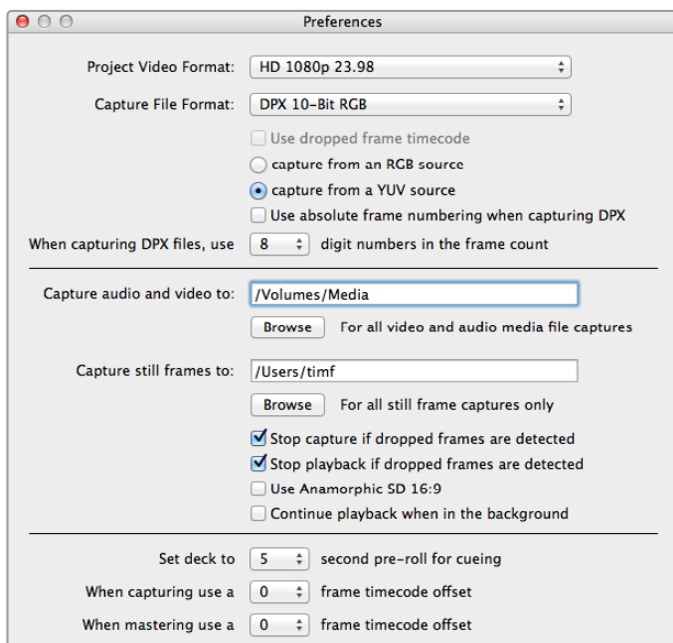 Preferences
Project Video Format: HD 1080p 23.98
Capture File Format: DPX 10-Bit RGB
Use dropped frame timecode
capture from an RGB source
capture from a YUV source
Use absolute frame numbering when capturing DPX
When capturing DPX files, use 8 digit numbers in the frame count
Capture audio and video to: /Volumes/Media
Browse For all video and audio media file captures
Capture still frames to: /Users/timf
Browse For all still frame captures only
Stop capture if dropped frames are detected
Stop playback if dropped frames are detected
Use Anamorphic SD 16:9
Continue playback when in the background
Set deck to 5 second pre-roll for cueing
When capturing use a 0 frame timecode offset
When mastering use a 0 frame timecode offset